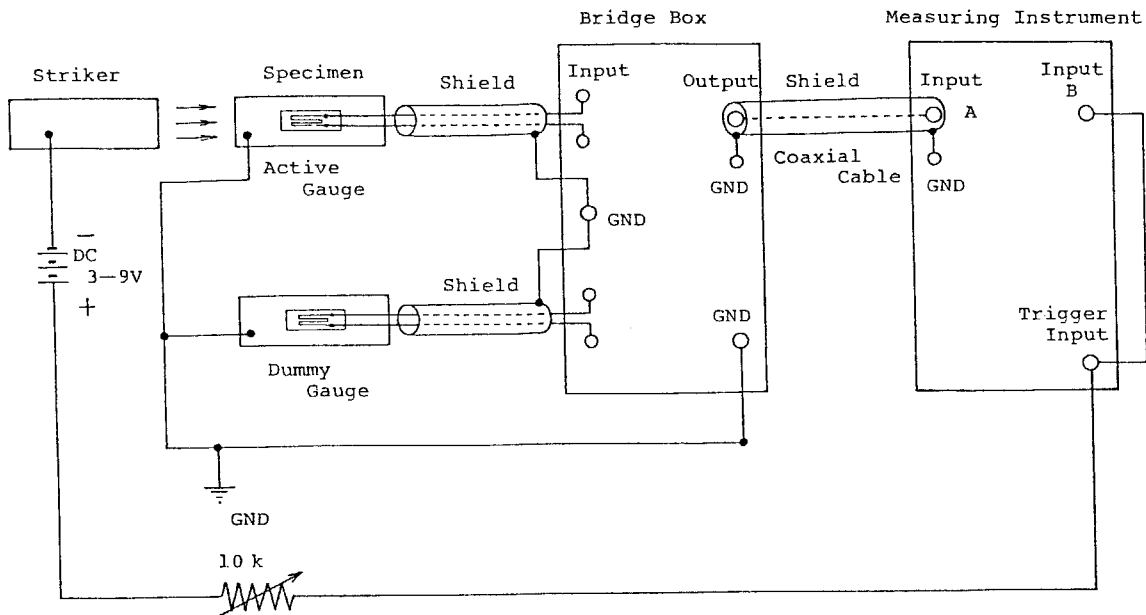 Bridge Box
Measuring Instrument
Striker
Specimen
Shield
Input
Output
Shield
Input
A
Input
B
Active
Gauge
GND
GND
Coaxial
Cable
GND
−
DC
3−9V
+
Shield
GND
Trigger
Input
Dummy
Gauge
GND
10 k